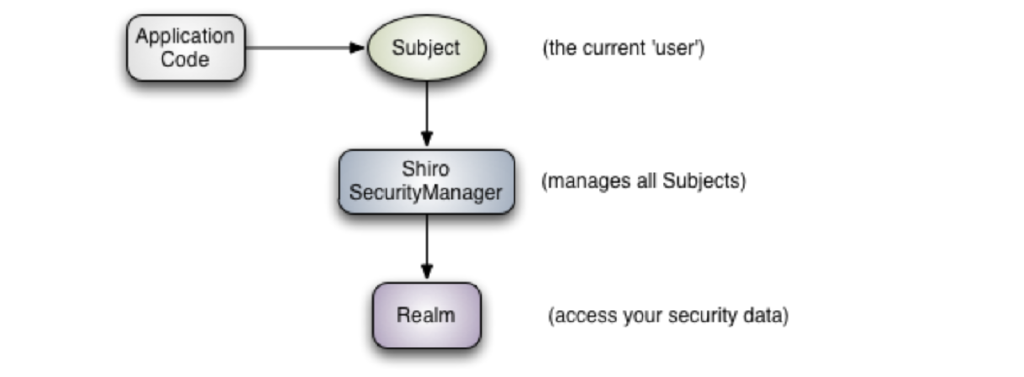 Application
Code
Subject
(the current 'user')
Shiro
SecurityManager
(manages all Subjects)
Realm
(access your security data)